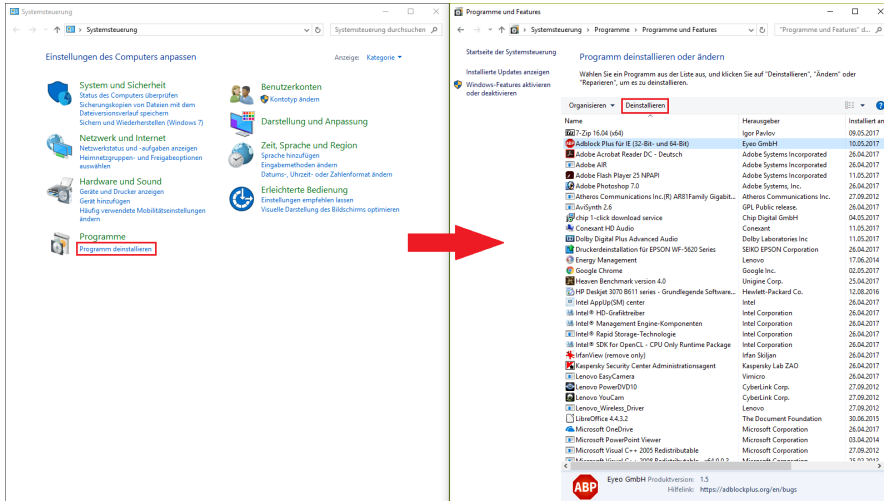 Systemsteuerung
Systemsteuerung
Systemsteuerung durchsuchen
Einstellungen des Computers anpassen
Anzeige: Kategorie
System und Sicherheit
Status des Computers überprüfen
Sicherungskopien von Dateien mit dem
Dateiversionsverlauf speichern
Sichern und Wiederherstellen (Windows 7)
Netzwerk und Internet
Netzwerkstatus und -aufgaben anzeigen
Heimnetzgruppen- und Freigabeoptionen
auswählen
Hardware und Sound
Geräte und Drucker anzeigen
Gerät hinzufügen
Häufig verwendete Mobilitätseinstellungen
ändern
Programme
Programm deinstallieren
Benutzerkonten
Kontotyp ändern
Darstellung und Anpassung
Zeit, Sprache und Region
Sprache hinzufügen
Eingabemethoden ändern
Datums-, Uhrzeit- oder Zahlenformat ändern
Erleichterte Bedienung
Einstellungen empfehlen lassen
Visuelle Darstellung des Bildschirms optimieren
Programme und Features
Systemsteuerung > Programme > Programme und Features
"Programme und Features" d...
Startseite der Systemsteuerung
Installierte Updates anzeigen
Windows-Features aktivieren
oder deaktivieren
Programm deinstallieren oder ändern
Wählen Sie ein Programm aus der Liste aus, und klicken Sie auf "Deinstallieren", "Ändern" oder
"Reparieren", um es zu deinstallieren.
Organisieren Deinstallieren
Name Herausgeber Installiert an
7-Zip 16.04 (x64) Igor Pavlov 09.05.2017
Adblock Plus für IE (32-Bit- und 64-Bit) Eyeo GmbH 10.05.2017
Adobe Acrobat Reader DC - Deutsch Adobe Systems Incorporated 11.05.2017
Adobe AIR Adobe Systems Incorporated 26.04.2017
Adobe Flash Player 25 NPAPI Adobe Systems Incorporated 11.05.2017
Adobe Photoshop 7.0 Adobe Systems, Inc. 26.04.2017
Atheros Communications Inc.(R) AR81Family Gigabit... Atheros Communications Inc. 27.09.2012
AviSynth 2.6 GPL Public release. 26.04.2017
chip 1-click download service Chip Digital GmbH 04.05.2017
Conexant HD Audio Conexant 11.05.2017
Dolby Digital Plus Advanced Audio Dolby Laboratories Inc 11.05.2017
Druckerdeinstallation für EPSON WF-5620 Series SEIKO EPSON Corporation 26.04.2017
Energy Management Lenovo 17.06.2014
Google Chrome Google Inc. 02.05.2017
Heaven Benchmark version 4.0 Unigine Corp. 25.04.2017
HP Deskjet 3070 B611 series - Grundlegende Software... Hewlett-Packard Co. 12.08.2016
Intel AppUp(SM) center Intel 26.04.2017
Intel® HD-Grafiktreiber Intel Corporation 26.04.2017
Intel® Management Engine-Komponenten Intel Corporation 26.04.2017
Intel® Rapid Storage-Technologie Intel Corporation 26.04.2017
Intel® SDK for OpenCL - CPU Only Runtime Package Intel Corporation 26.04.2017
IrfanView (remove only) Irfan Skiljan 26.04.2017
Kaspersky Security Center Administrationsagent Kaspersky Lab ZAO 26.04.2017
Lenovo EasyCamera Vimicro 26.04.2017
Lenovo PowerDVD10 CyberLink Corp. 27.09.2012
Lenovo YouCam CyberLink Corp. 27.09.2012
Lenovo_Wireless_Driver Lenovo 27.09.2012
LibreOffice 4.4.3.2 The Document Foundation 30.06.2015
Microsoft OneDrive Microsoft Corporation 26.04.2017
Microsoft PowerPoint Viewer Microsoft Corporation 03.04.2014
Microsoft Visual C++ 2005 Redistributable Microsoft Corporation 27.09.2012
Microsoft Visual C++ 2008 Redistributable Microsoft Corporation
ABP
Eyeo GmbH Produktversion: 1.5
Hilfelink: https://adblockplus.org/en/bugs